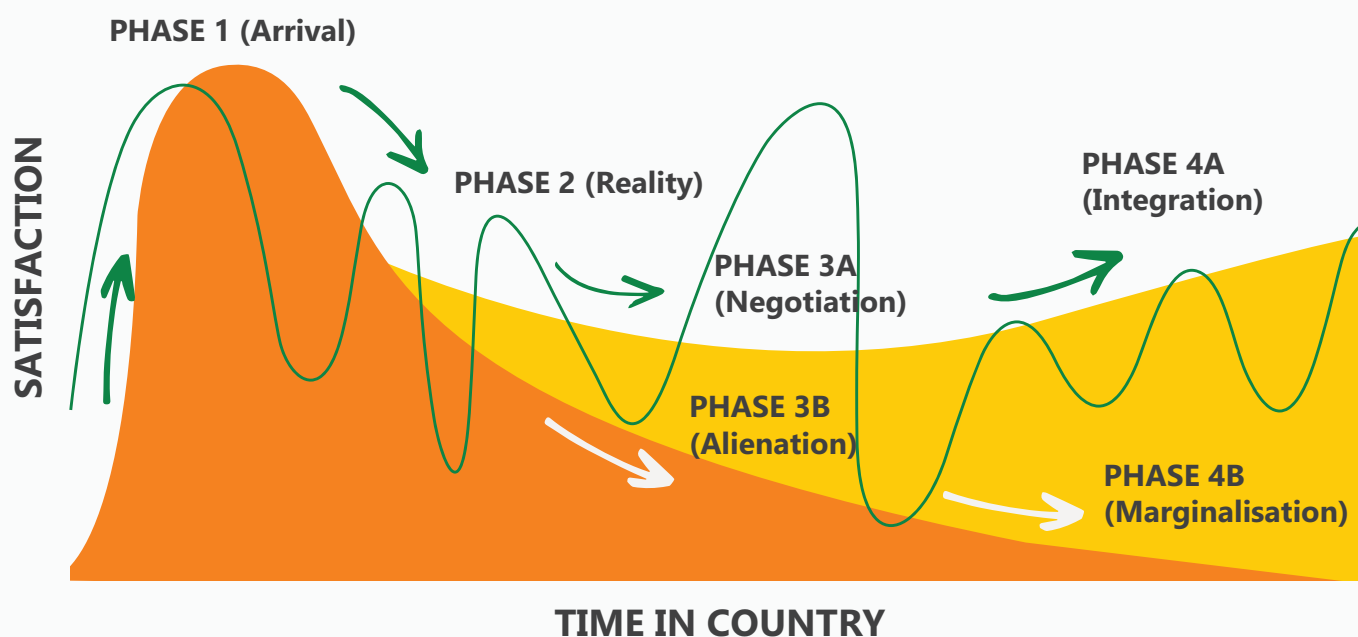 PHASE 1 (Arrival)
SATISFACTION
PHASE 2 (Reality)
PHASE 3A
(Negotiation)
PHASE 4A
(Integration)
PHASE 3B
(Alienation)
PHASE 4B
(Marginalisation)
TIME IN COUNTRY